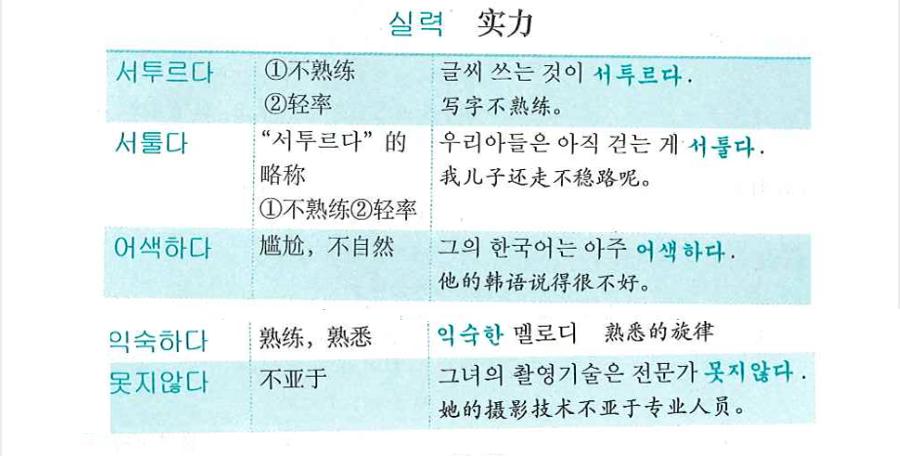 실력 实力
서투르다 ①不熟练 글씨 쓰는 것이 서투르다.
②轻率 写字不熟练。
서툴다 “서투르다”的 우리아들은 아직 걷는 게 서툴다.
略称 我儿子还走不稳路呢。
①不熟练②轻率
어색하다 尴尬，不自然 그의 한국어는 아주 어색하다.
他的韩语说得很不好。
익숙하다 熟练，熟悉 익숙한 멜로디 熟悉的旋律
못지않다 不亚于 그녀의 촬영기술은 전문가 못지않다.
她的摄影技术不亚于专业人员。